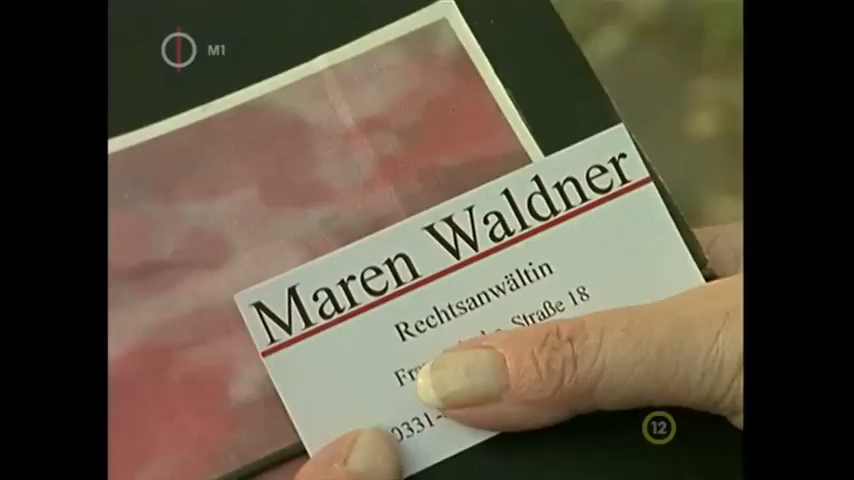 M1
Maren Waldner
Rechtsanwältin
Straße 18
0331-
12